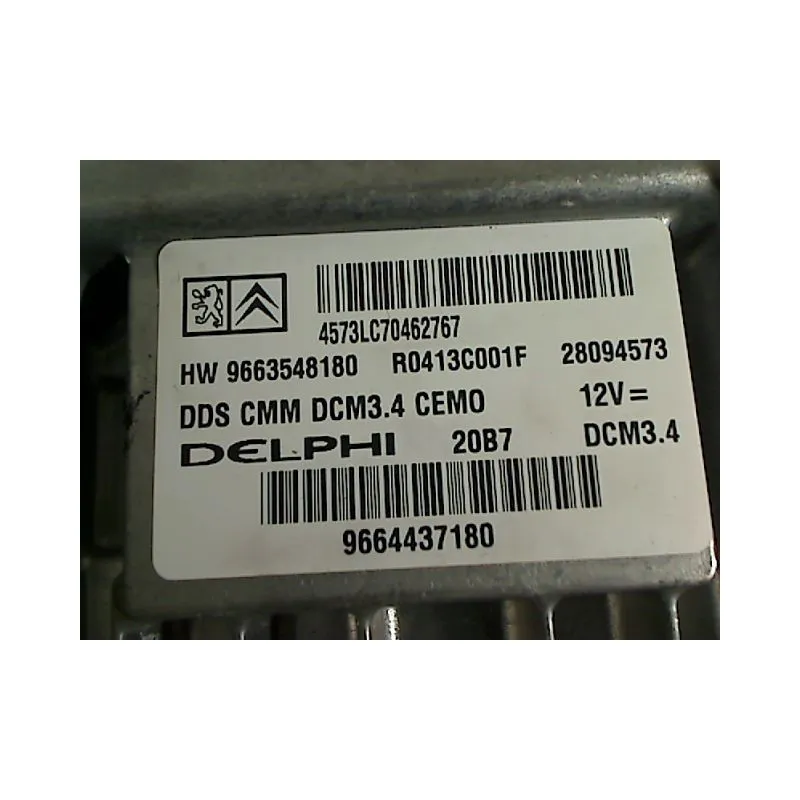 4573LC70462767
HW 9663548180 R0413C001F 28094573
DDS CMM DCM3.4 CEMO 12V=
DELPHI 20B7 DCM3.4
9664437180